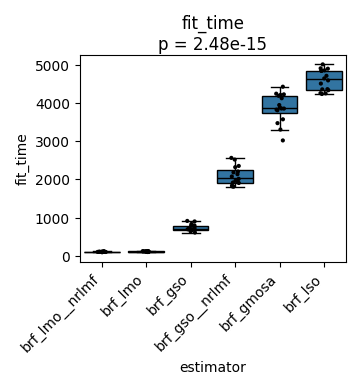 fit_time
p = 2.48e-15
5000
4000
3000
2000
1000
0
fit_time
brf_lmo__nrlmf
brf_lmo
brf_gso
brf_gso__nrlmf
brf_gmosa
brf_lso
estimator